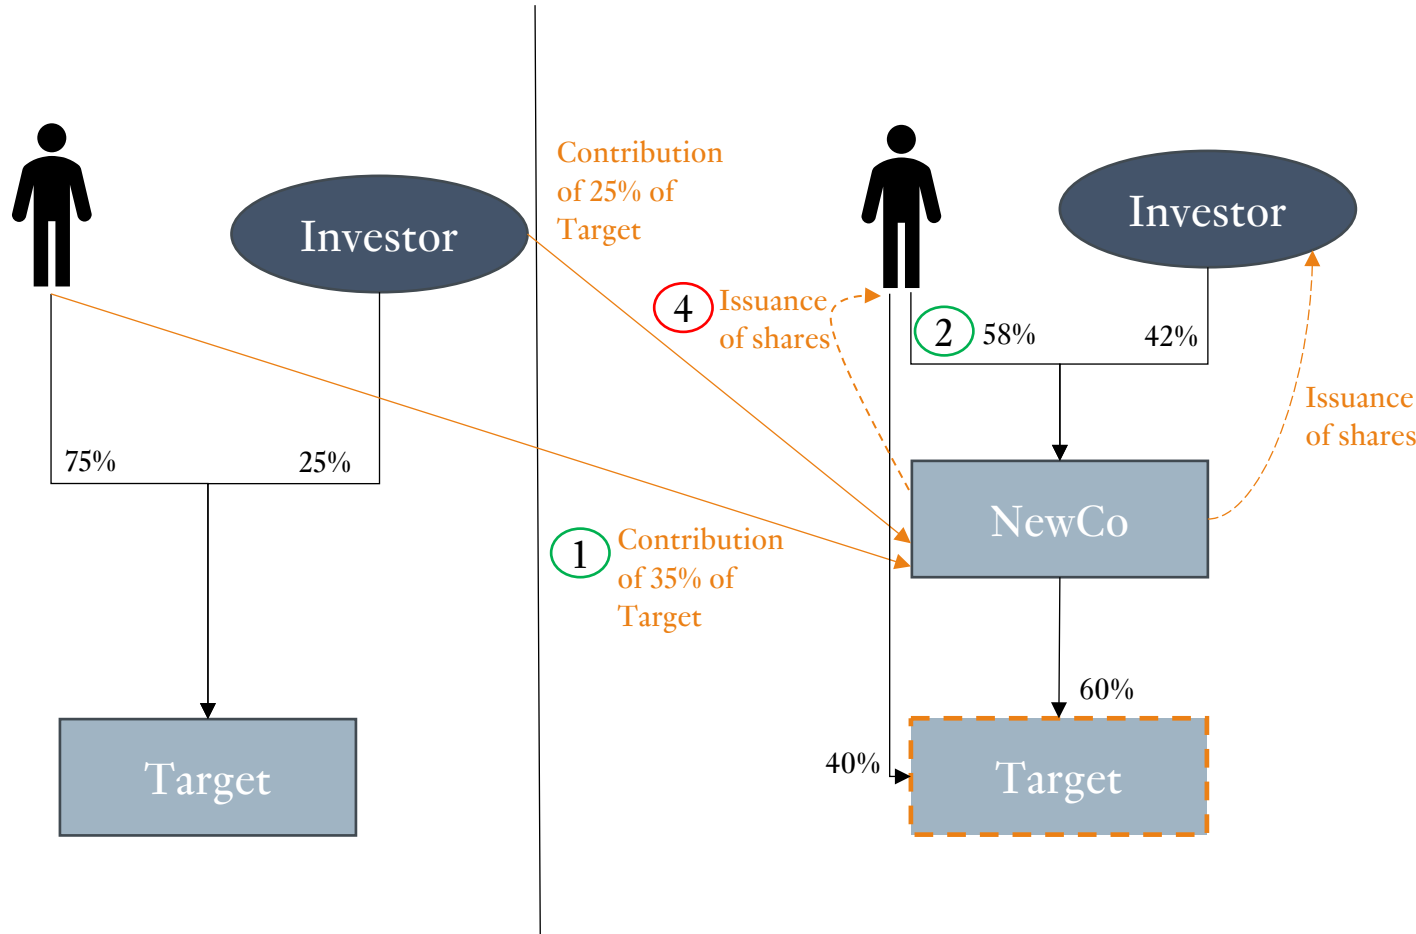 Contribution
of 25% of
Target
Investor
Investor
4
Issuance
of shares
2
58%
42%
Issuance
of shares
75%
25%
NewCo
1
Contribution
of 35% of
Target
60%
40%
Target
Target